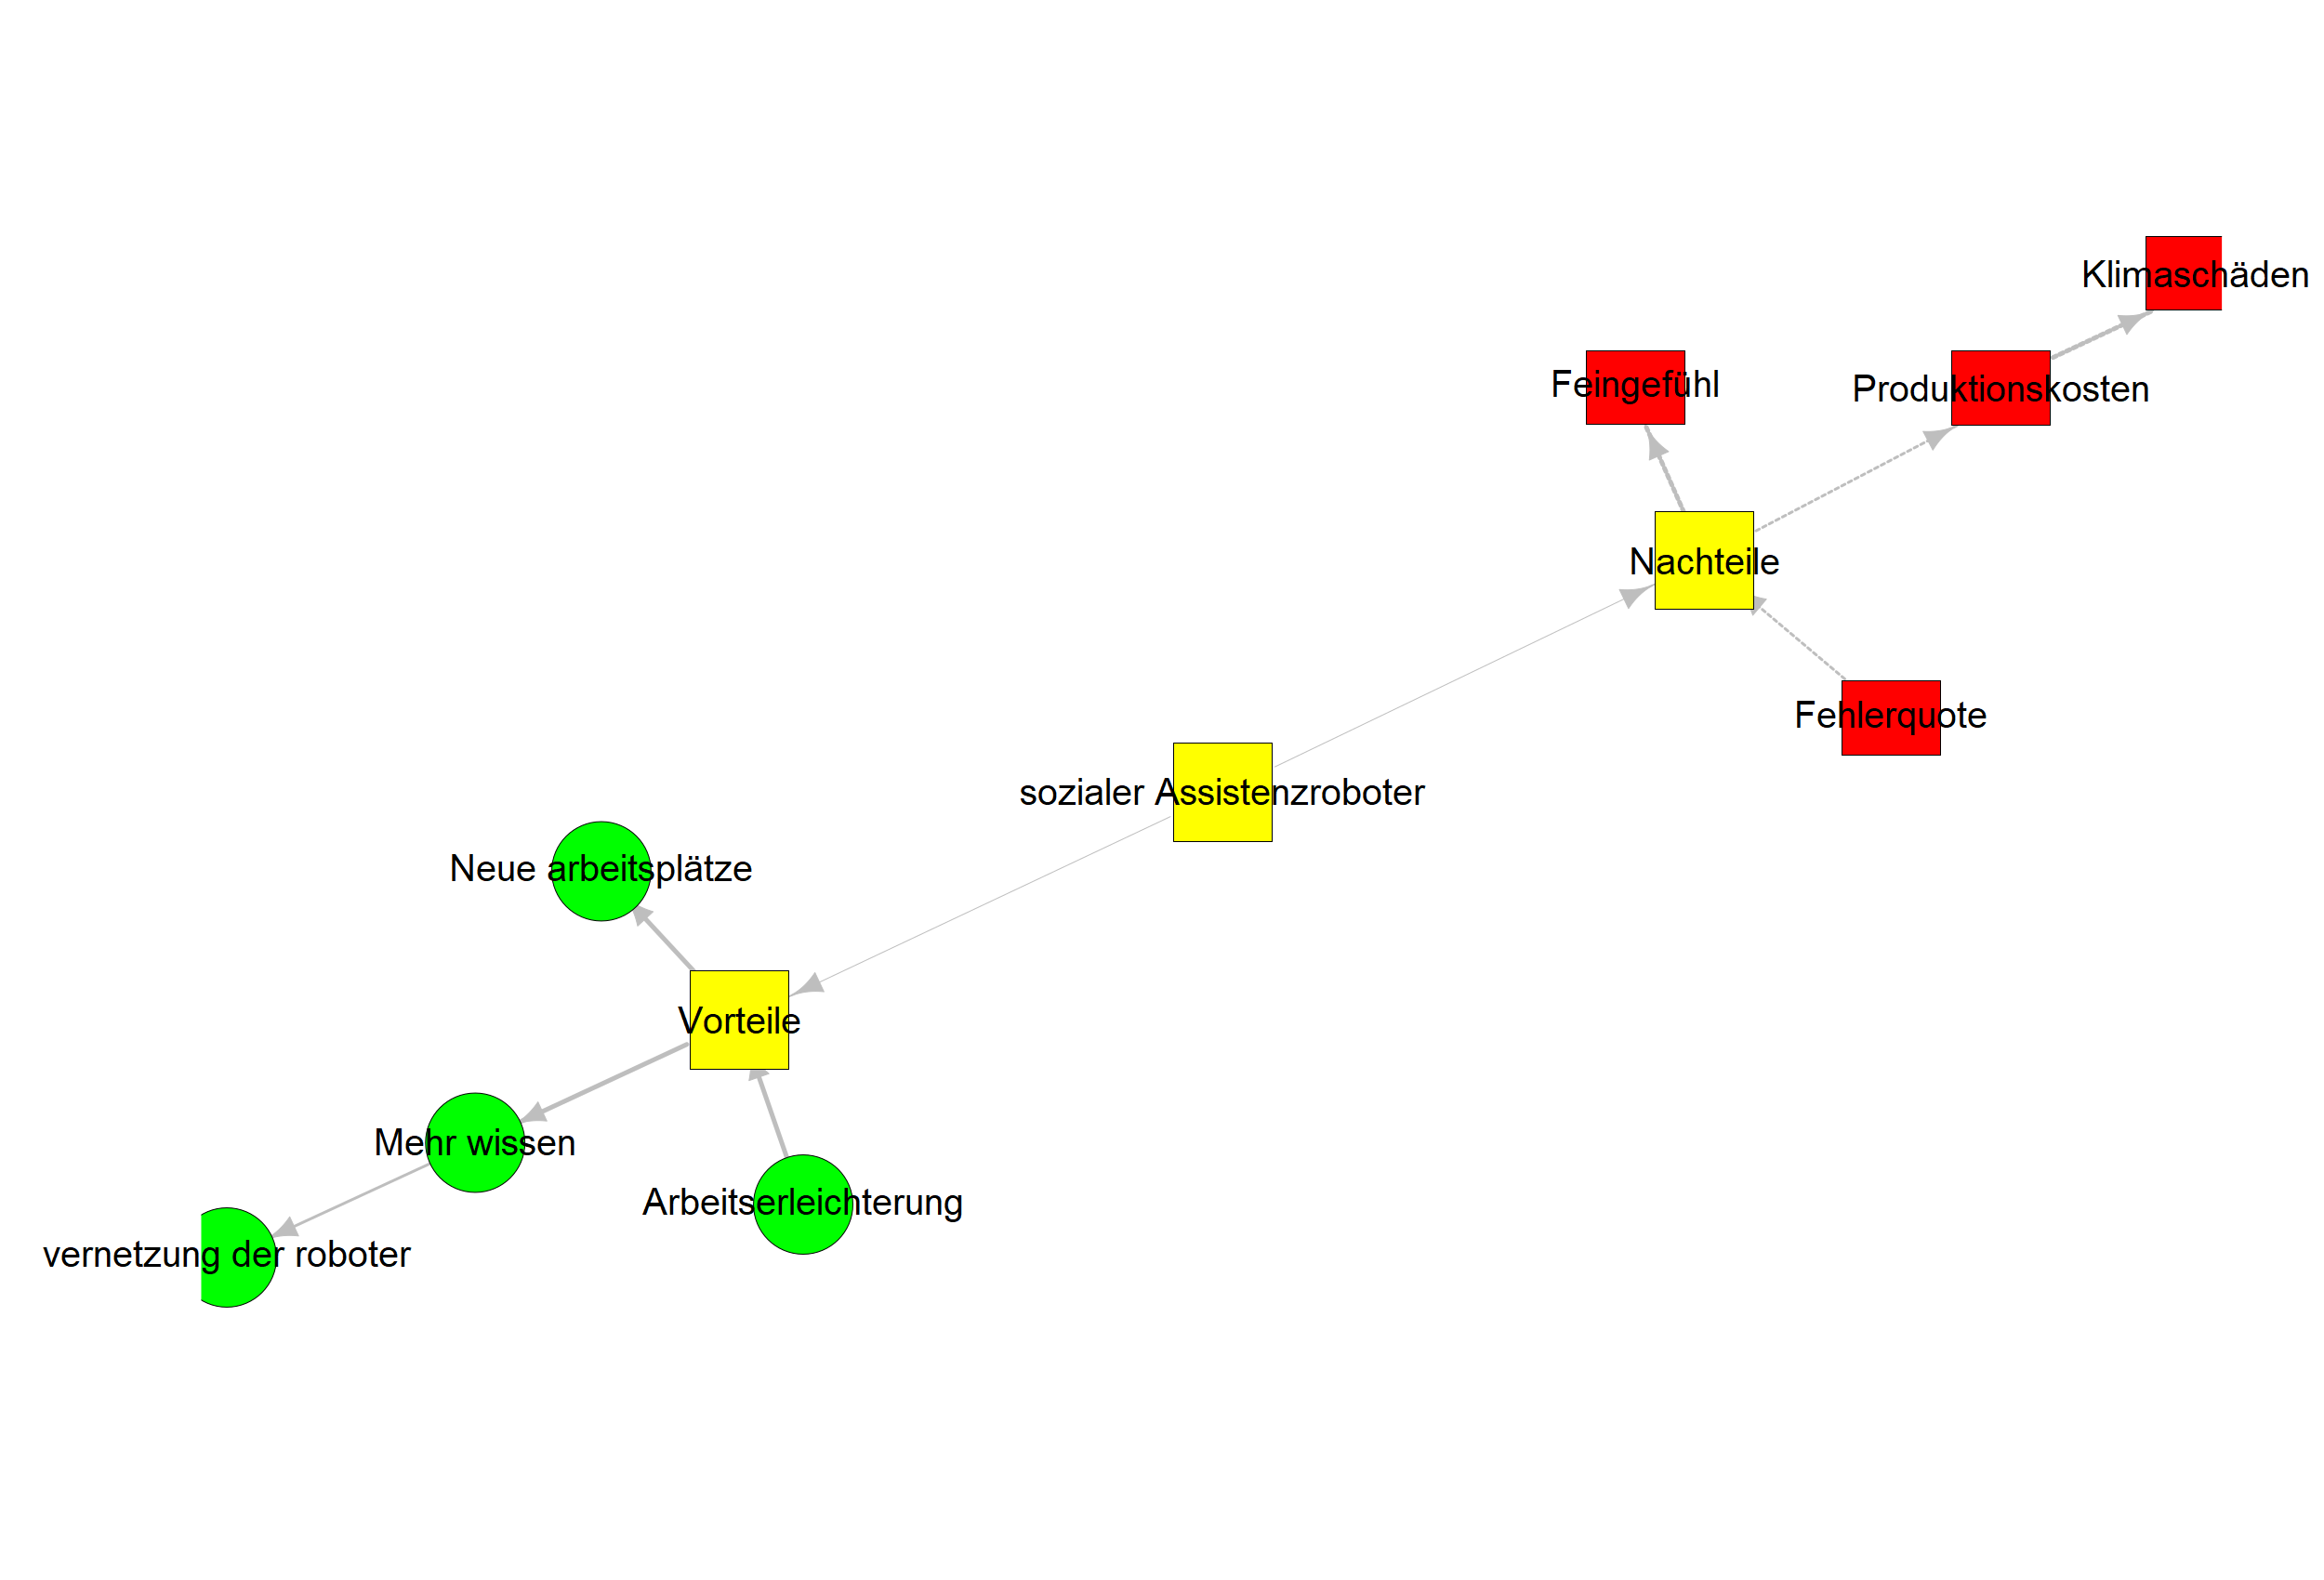 Klimaschäden
Feingefühl
Produktionskosten
Nachteile
Fehlerquote
sozialer Assistenzroboter
Neue arbeitsplätze
Vorteile
Mehr wissen
Arbeitserleichterung
vernetzung der roboter